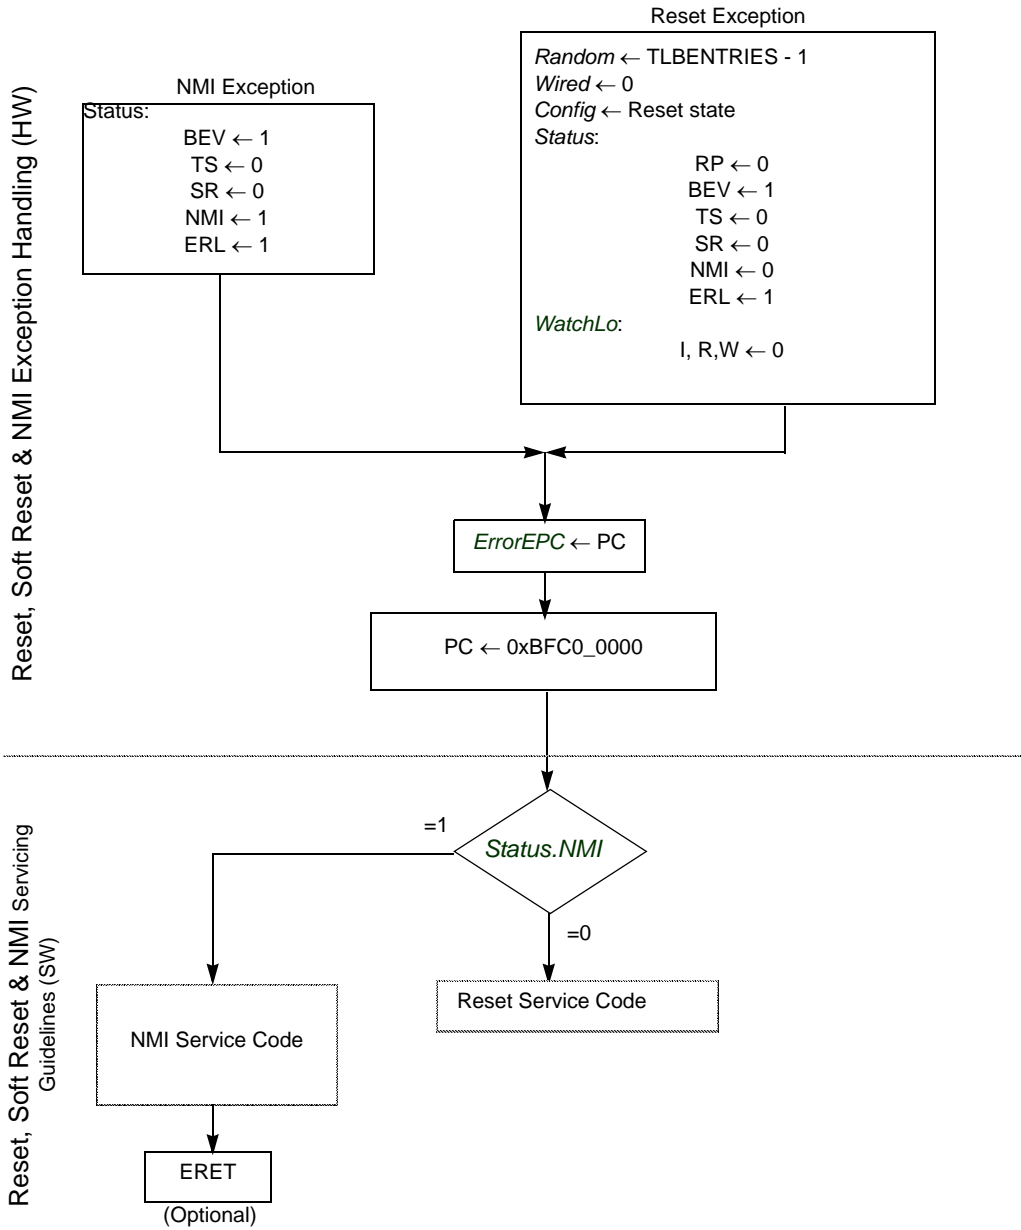 Reset Exception
Random ← TLBENTRIES - 1
Wired ← 0
Config ← Reset state
Status:
RP ← 0
BEV ← 1
TS ← 0
SR ← 0
NMI ← 0
ERL ← 1
WatchLo:
I, R,W ← 0
NMI Exception
Status:
BEV ← 1
TS ← 0
SR ← 0
NMI ← 1
ERL ← 1
Reset, Soft Reset & NMI Exception Handling (HW)
ErrorEPC ← PC
PC ← 0xBFC0_0000
Reset, Soft Reset & NMI Servicing
Guidelines (SW)
=1
Status.NMI
=0
Reset Service Code
NMI Service Code
ERET
(Optional)